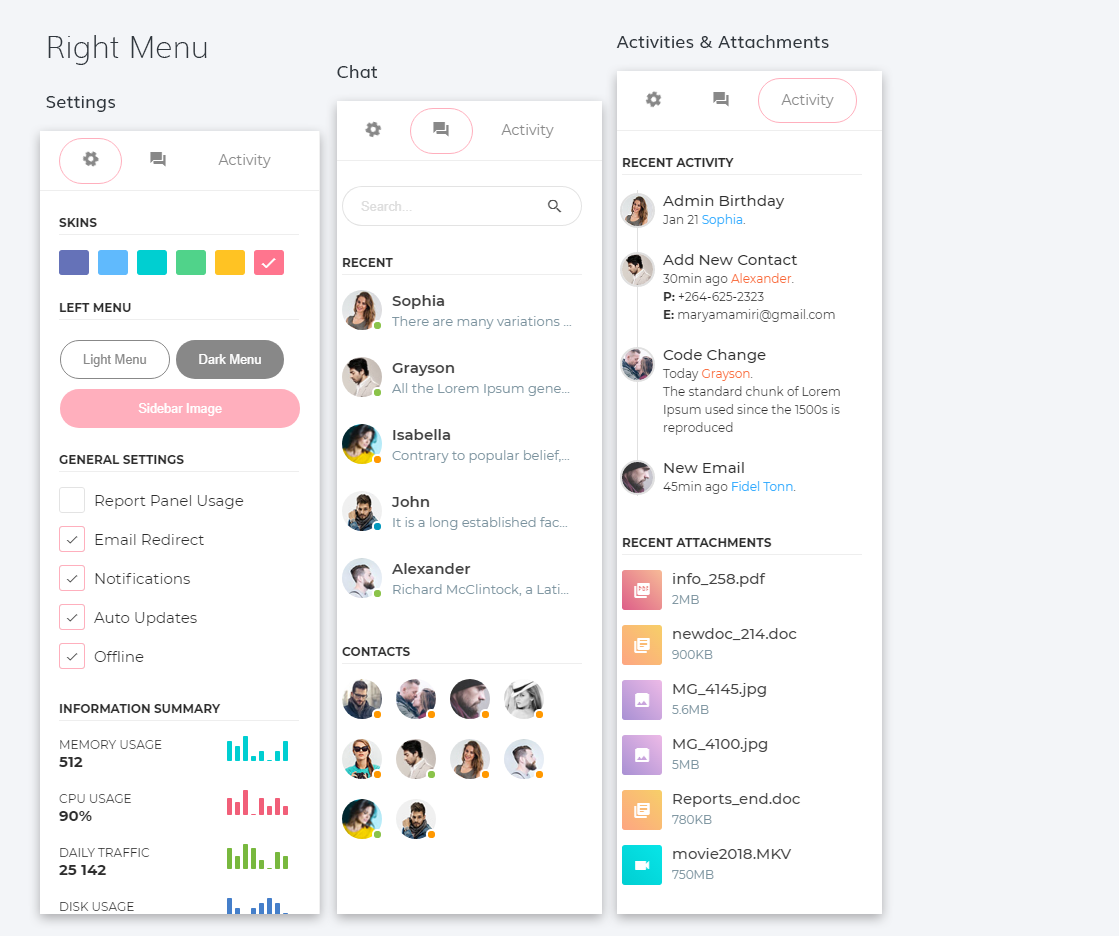 Right Menu
Settings
Activity
SKINS
LEFT MENU
Light Menu
Dark Menu
Sidebar Image
GENERAL SETTINGS
Report Panel Usage
Email Redirect
Notifications
Auto Updates
Offline
INFORMATION SUMMARY
MEMORY USAGE
512
CPU USAGE
90%
DAILY TRAFFIC
25 142
DISK USAGE
Chat
Activity
Search...
RECENT
Sophia
There are many variations ...
Grayson
All the Lorem Ipsum gene...
Isabella
Contrary to popular belief,...
John
It is a long established fac...
Alexander
Richard McClintock, a Lati...
CONTACTS
Activities & Attachments
Activity
RECENT ACTIVITY
Admin Birthday
Jan 21 Sophia.
Add New Contact
30min ago Alexander.
P: +264-625-2323
E: maryamamiri@gmail.com
Code Change
Today Grayson.
The standard chunk of Lorem
Ipsum used since the 1500s is
reproduced
New Email
45min ago Fidel Tonn.
RECENT ATTACHMENTS
info_258.pdf
2MB
newdoc_214.doc
900KB
MG_4145.jpg
5.6MB
MG_4100.jpg
5MB
Reports_end.doc
780KB
movie2018.MKV
750MB